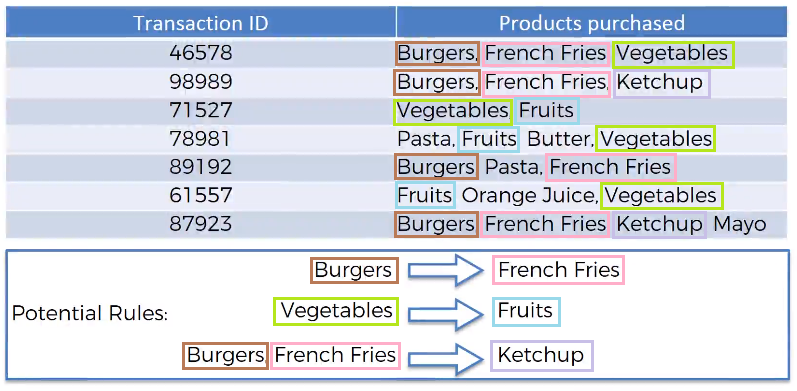 Transaction ID Products purchased
46578 Burgers, French Fries Vegetables
98989 Burgers, French Fries, Ketchup
71527 Vegetables Fruits
78981 Pasta, Fruits Butter, Vegetables
89192 Burgers Pasta, French Fries
61557 Fruits Orange Juice, Vegetables
87923 Burgers French Fries Ketchup Mayo
Burgers French Fries
Potential Rules: Vegetables Fruits
Burgers French Fries Ketchup